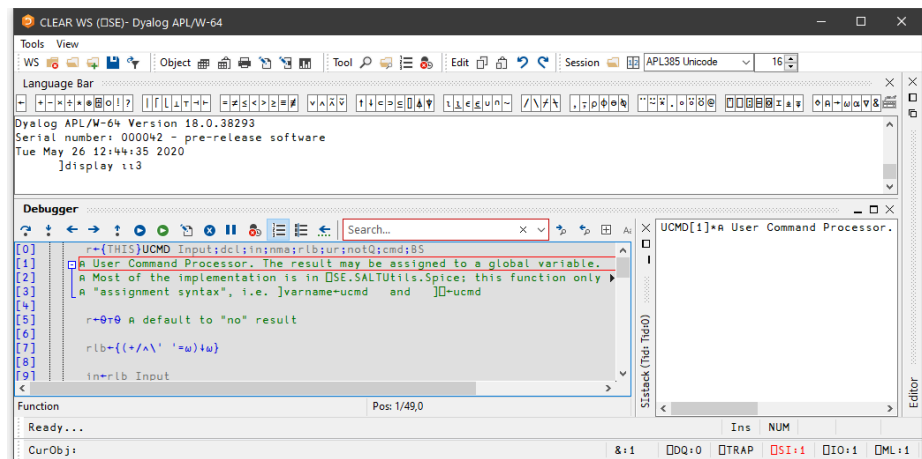 CLEAR WS (⎕SE)- Dyalog APL/W-64
Tools View
WS Object Tool Edit Session APL385 Unicode 16
Language Bar
Dyalog APL/W-64 Version 18.0.38293
Serial number: 000042 - pre-release software
Tue May 26 12:44:35 2020
]display ⍳⍳3
Debugger
Search...
[0] r←{THIS}UCMD Input;dcl;in;nma;rlb;ur;notQ;cmd;BS
[1] ⍝ User Command Processor. The result may be assigned to a global variable.
[2] ⍝ Most of the implementation is in ⎕SE.SALTUtils.Spice; this function only
[3] ⍝ "assignment syntax", i.e. ]varname←ucmd and ]⎕←ucmd
[4]
[5] r←⍬⊤⍬ ⍝ default to "no" result
[6]
[7] rlb←{(+/∧\' '=⍵)↓⍵}
[8]
[9] in←rlb Input
Function Pos: 1/49,0
SIstack (Tid: Tid:0)
UCMD[1]*⍝ User Command Processor.
Editor
Ready... Ins NUM
CurObj: &:1 ⎕DQ:0 ⎕TRAP ⎕SI:1 ⎕IO:1 ⎕ML:1